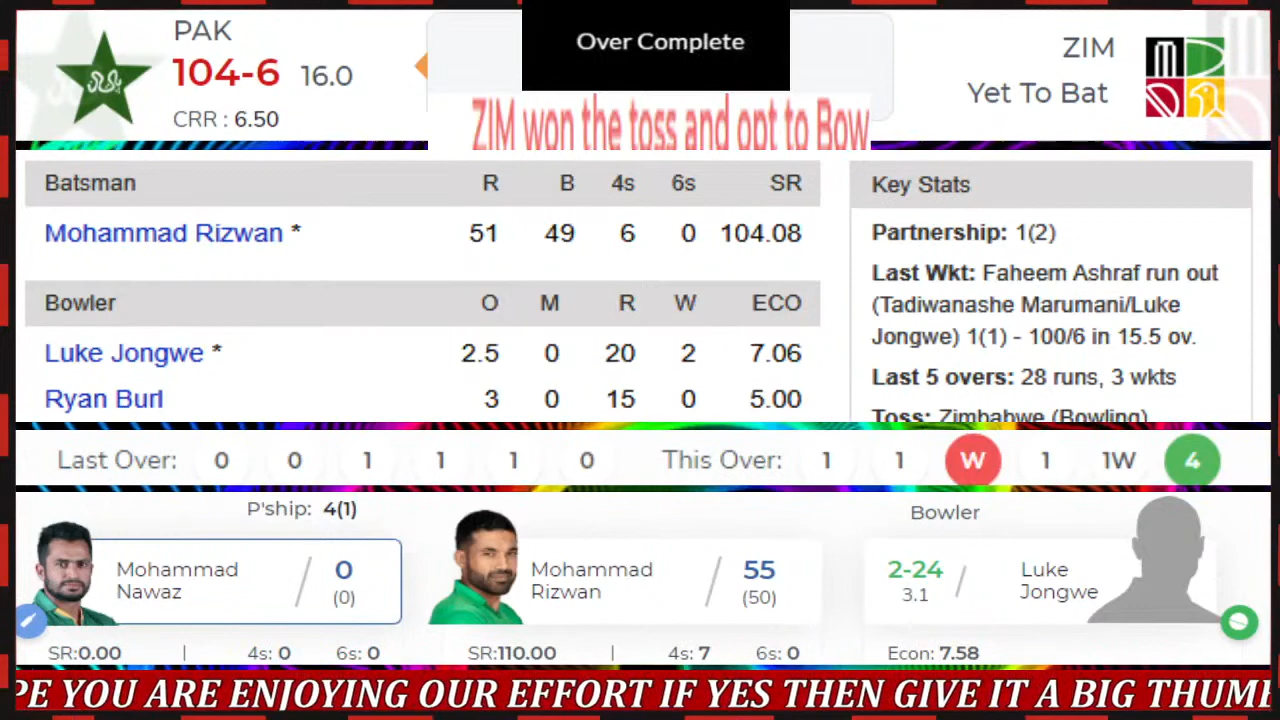 PAK
104-6 16.0
CRR : 6.50
Over Complete
ZIM won the toss and opt to Bow
ZIM
Yet To Bat
Batsman R B 4s 6s SR
Mohammad Rizwan * 51 49 6 0 104.08
Bowler O M R W ECO
Luke Jongwe * 2.5 0 20 2 7.06
Ryan Burl 3 0 15 0 5.00
Key Stats
Partnership: 1(2)
Last Wkt: Faheem Ashraf run out
(Tadiwanashe Marumani/Luke
Jongwe) 1(1) - 100/6 in 15.5 ov.
Last 5 overs: 28 runs, 3 wkts
Toss: Zimbabwe (Bowling)
Last Over: 0 0 1 1 1 0 This Over: 1 1 W 1 1W 4
P'ship: 4(1)
Mohammad
Nawaz
0
(0)
SR:0.00 | 4s: 0 6s: 0
Mohammad
Rizwan
55
(50)
SR:110.00 | 4s: 7 6s: 0
Bowler
2-24
3.1
Luke
Jongwe
Econ: 7.58
PE YOU ARE ENJOYING OUR EFFORT IF YES THEN GIVE IT A BIG THUM